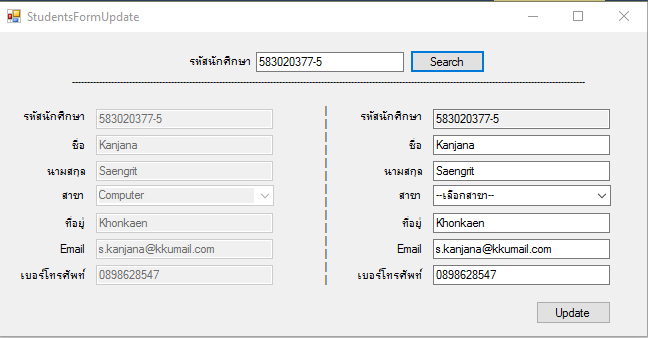 StudentsFormUpdate
รหัสนักศึกษา 583020377-5 Search
รหัสนักศึกษา 583020377-5
ชื่อ Kanjana
นามสกุล Saengrit
สาขา Computer
ที่อยู่ Khonkaen
Email s.kanjana@kkumail.com
เบอร์โทรศัพท์ 0898628547
รหัสนักศึกษา 583020377-5
ชื่อ Kanjana
นามสกุล Saengrit
สาขา --เลือกสาขา--
ที่อยู่ Khonkaen
Email s.kanjana@kkumail.com
เบอร์โทรศัพท์ 0898628547
Update